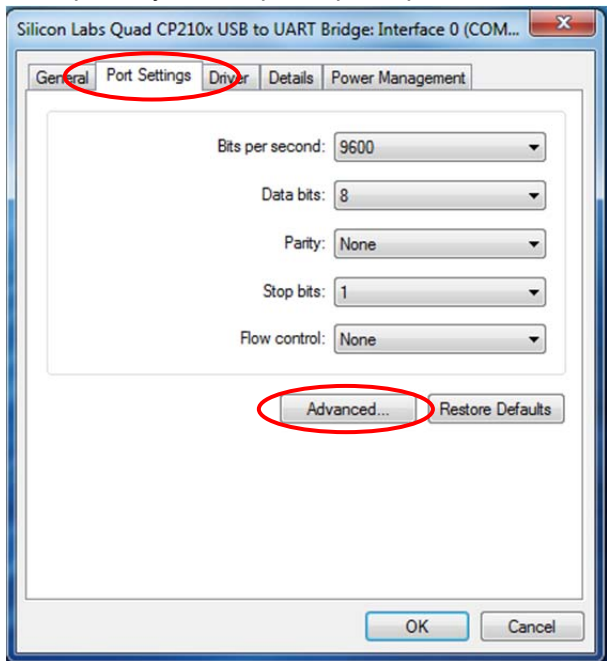 Silicon Labs Quad CP210x USB to UART Bridge: Interface 0 (COM...
General Port Settings Driver Details Power Management
Bits per second: 9600
Data bits: 8
Parity: None
Stop bits: 1
Flow control: None
Advanced... Restore Defaults
OK Cancel